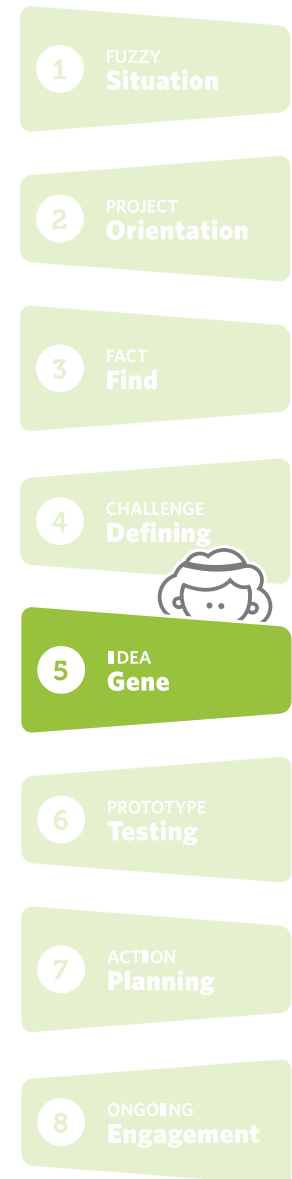 1
FUZZY
Situation
2
PROJECT
Orientation
3
FACT
Find
4
CHALLENGE
Defining
5
IDEA
Gene
6
PROTOTYPE
Testing
7
ACTION
Planning
8
ONGOING
Engagement